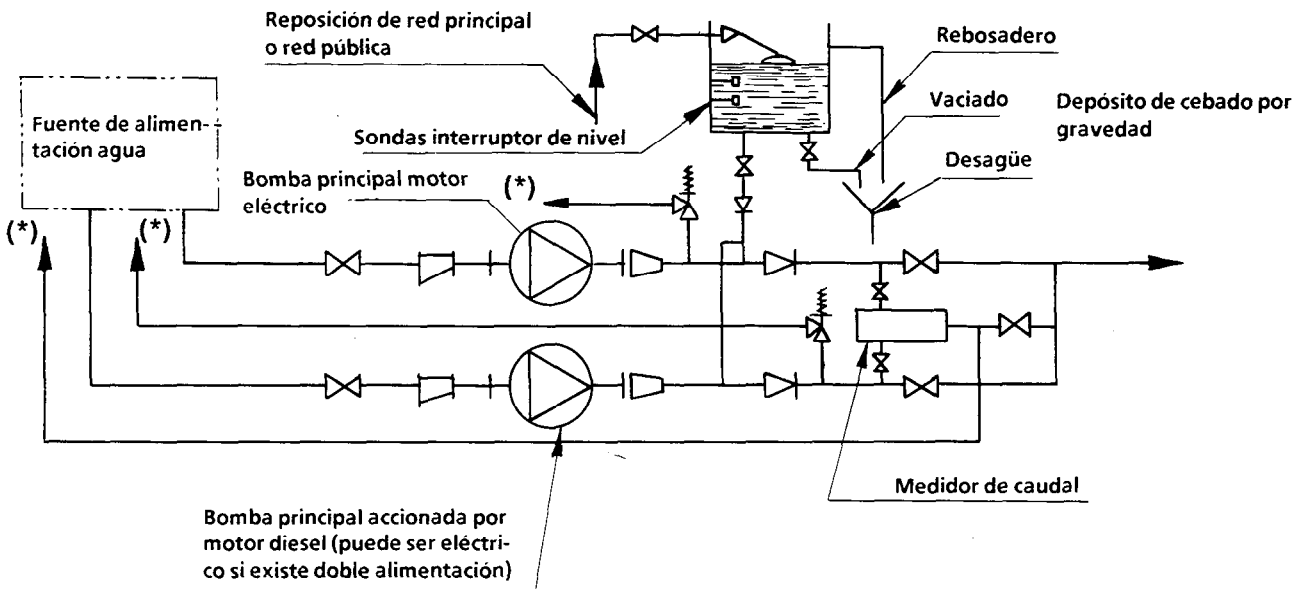 Reposición de red principal
o red pública
Rebosadero
Fuente de alimen-
tación agua
Vaciado
Depósito de cebado por
gravedad
Sondas interruptor de nivel
Desagüe
Bomba principal motor
eléctrico
(*)
(*)
(*)
Medidor de caudal
Bomba principal accionada por
motor diesel (puede ser eléctri-
co si existe doble alimentación)